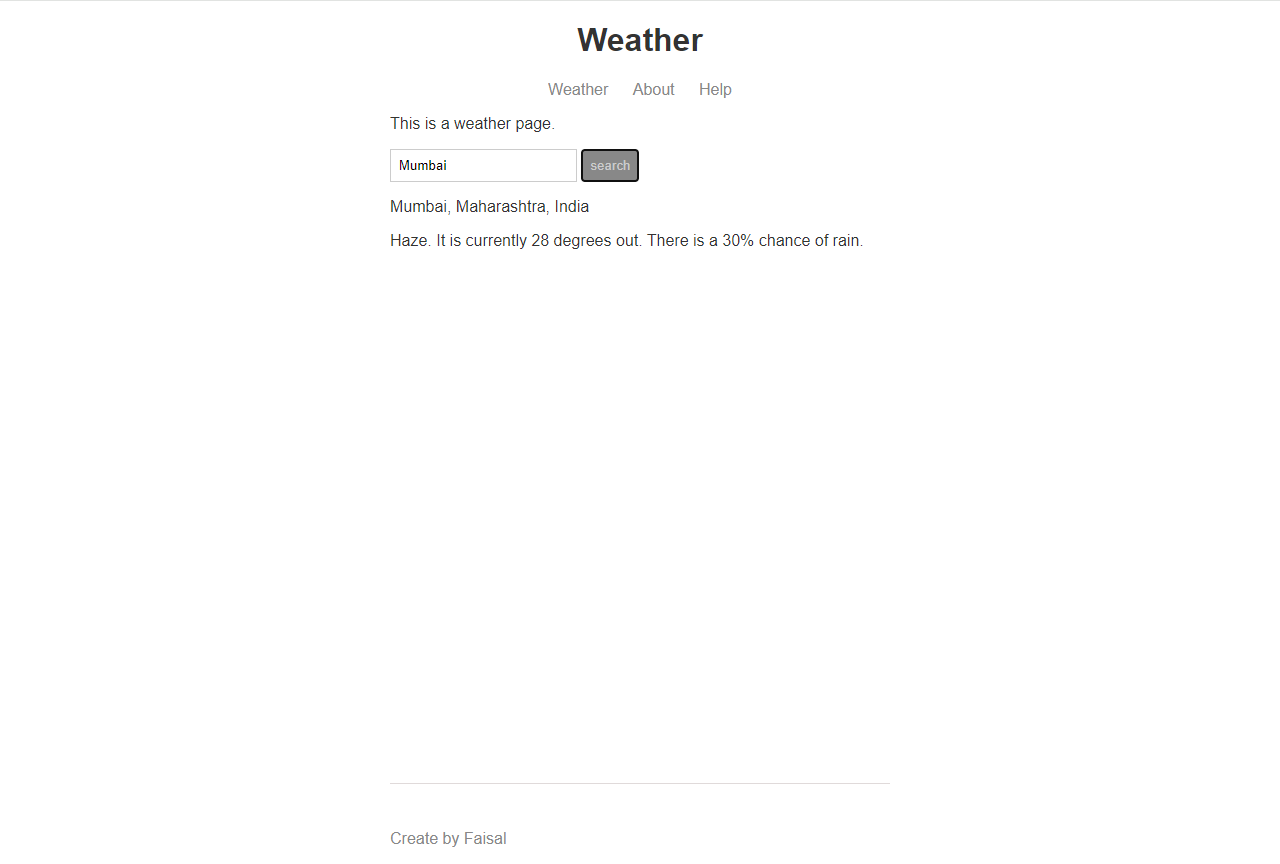 Weather
Weather About Help
This is a weather page.
Mumbai search
Mumbai, Maharashtra, India
Haze. It is currently 28 degrees out. There is a 30% chance of rain.
Create by Faisal